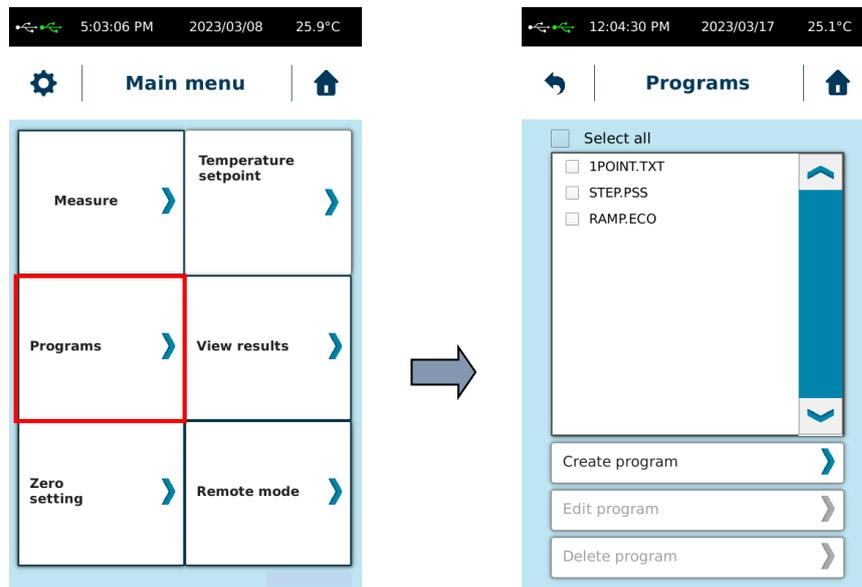 5:03:06 PM 2023/03/08 25.9°C
Main menu
Measure
Temperature
setpoint
Programs
View results
Zero
setting
Remote mode
12:04:30 PM 2023/03/17 25.1°C
Programs
Select all
1POINT.TXT
STEP.PSS
RAMP.ECO
Create program
Edit program
Delete program